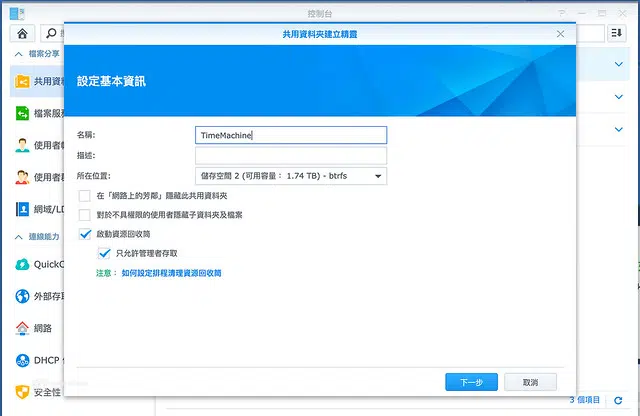 控制台
共用資料夾建立精靈
檔案分享
共用資
設定基本資訊
檔案服
名稱: TimeMachine
描述:
使用者
所在位置: 儲存空間 2 (可用容量： 1.74 TB) - btrfs
使用者
在「網路上的芳鄰」隱藏此共用資料夾
網域/LD
對於不具權限的使用者隱藏子資料夾及檔案
連線能力
啟動資源回收筒
只允許管理者存取
QuickC
注意： 如何設定排程清理資源回收筒
外部存取
網路
DHCP
下一步 取消
安全性
3 個項目